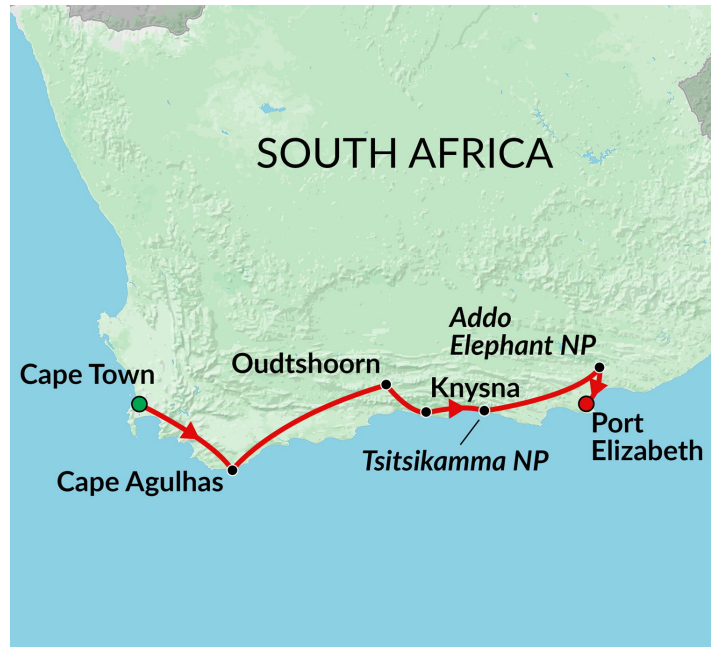 SOUTH AFRICA
Addo
Elephant NP
Oudtshoorn
Cape Town
Knysna
Port
Elizabeth
Tsitsikamma NP
Cape Agulhas